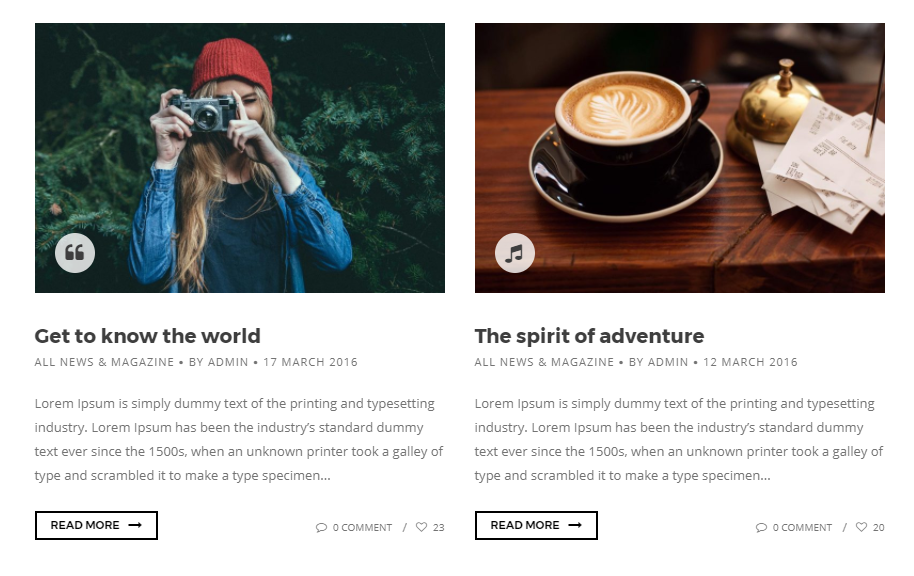 Get to know the world
ALL NEWS & MAGAZINE • BY ADMIN • 17 MARCH 2016
Lorem Ipsum is simply dummy text of the printing and typesetting
industry. Lorem Ipsum has been the industry’s standard dummy
text ever since the 1500s, when an unknown printer took a galley of
type and scrambled it to make a type specimen...
READ MORE
0 COMMENT / 23
The spirit of adventure
ALL NEWS & MAGAZINE • BY ADMIN • 12 MARCH 2016
Lorem Ipsum is simply dummy text of the printing and typesetting
industry. Lorem Ipsum has been the industry’s standard dummy
text ever since the 1500s, when an unknown printer took a galley of
type and scrambled it to make a type specimen...
READ MORE
0 COMMENT / 20